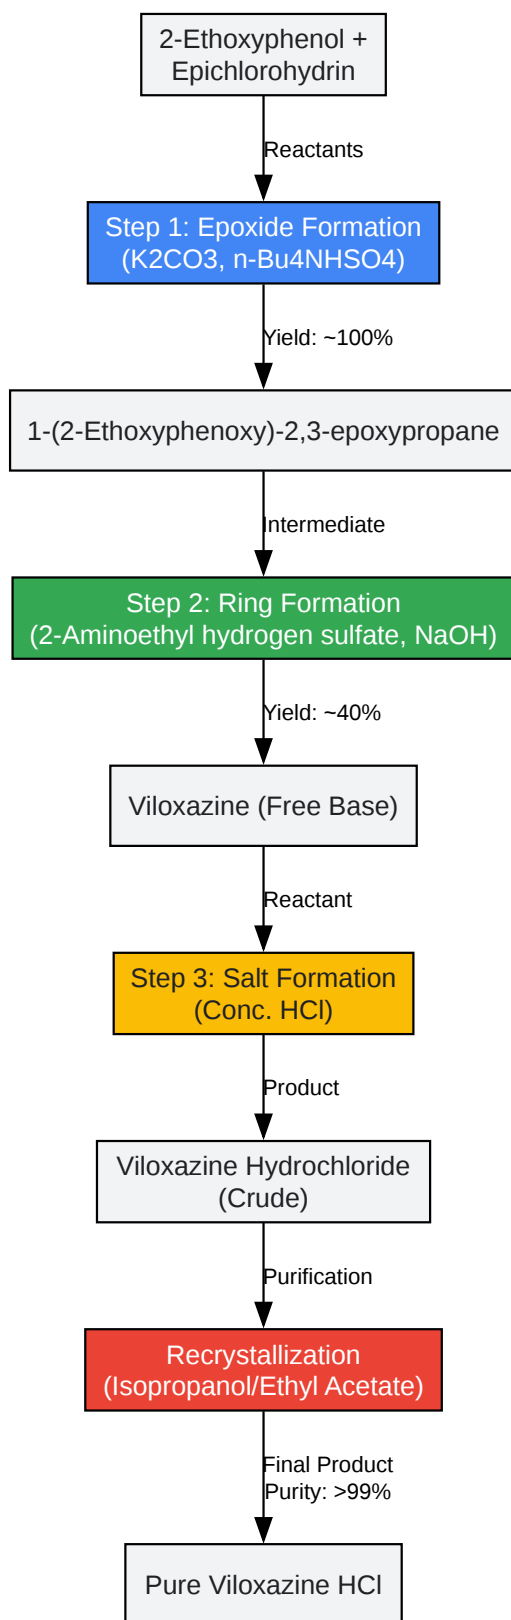 2-Ethoxyphenol +
Epichlorohydrin
Reactants
Step 1: Epoxide Formation
(K2CO3, n-Bu4NHSO4)
Yield: ~100%
1-(2-Ethoxyphenoxy)-2,3-epoxypropane
Intermediate
Step 2: Ring Formation
(2-Aminoethyl hydrogen sulfate, NaOH)
Yield: ~40%
Viloxazine (Free Base)
Reactant
Step 3: Salt Formation
(Conc. HCl)
Product
Viloxazine Hydrochloride
(Crude)
Purification
Recrystallization
(Isopropanol/Ethyl Acetate)
Final Product
Purity: >99%
Pure Viloxazine HCl